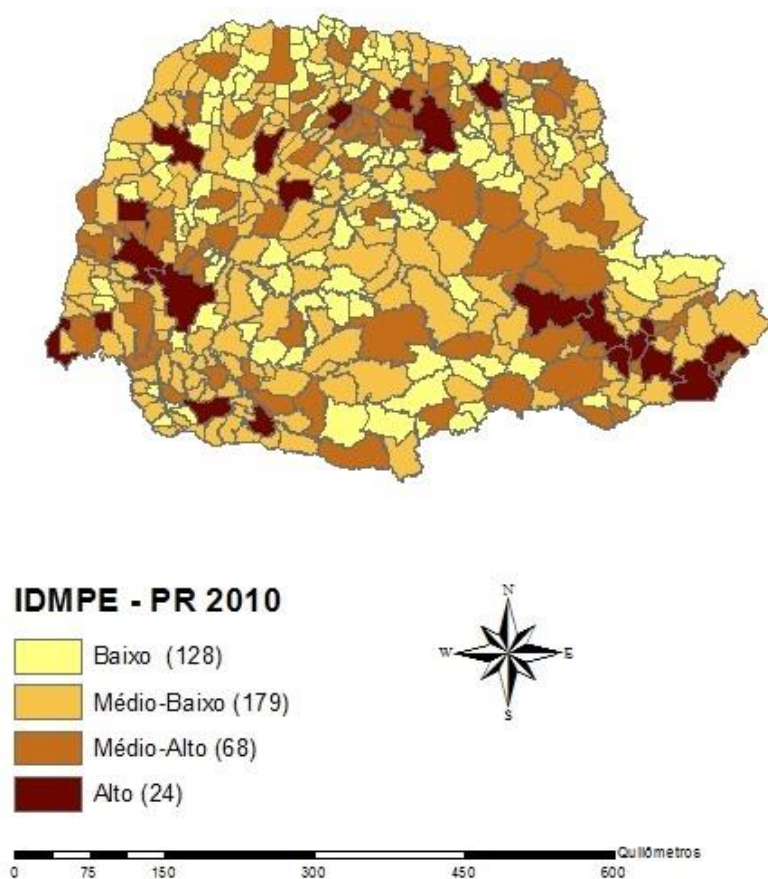 IDMPE - PR 2010
N
W E
S
Baixo (128)
Médio-Baixo (179)
Médio-Alto (68)
Alto (24)
Quilômetros
0 75 150 300 450 600